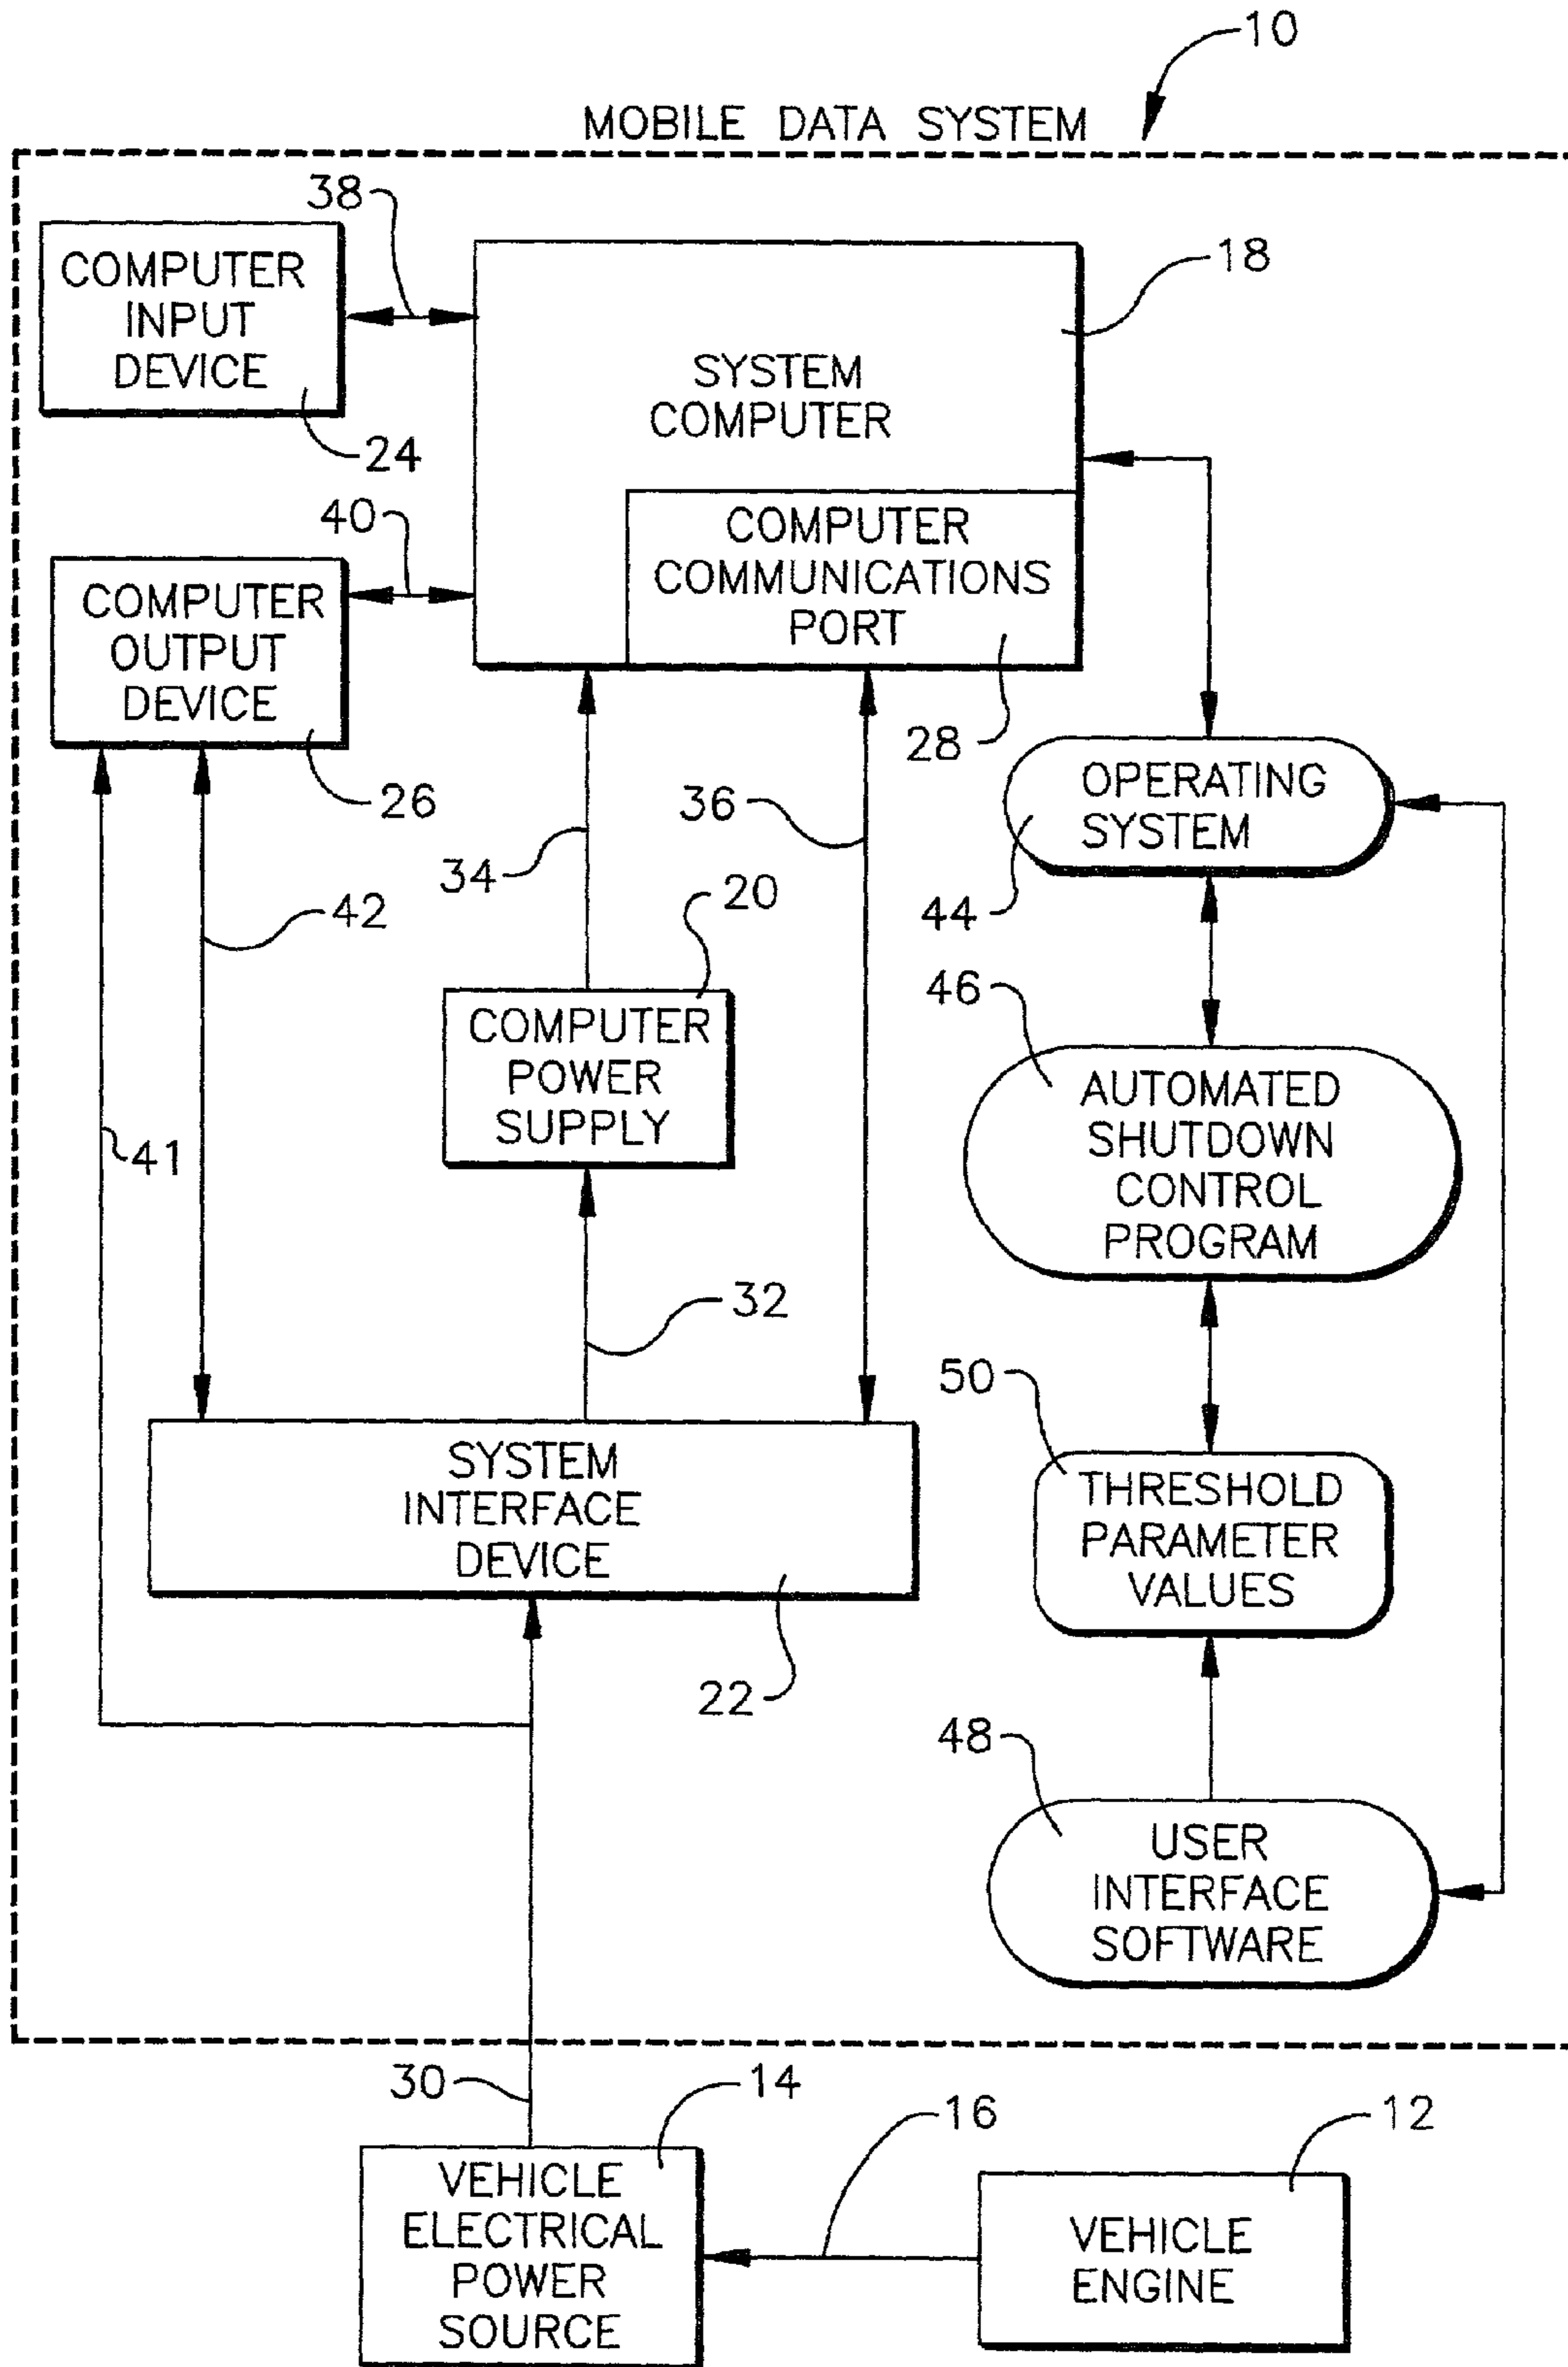 10
MOBILE DATA SYSTEM
38
COMPUTER
INPUT
DEVICE
24
18
SYSTEM
COMPUTER
40
COMPUTER
COMMUNICATIONS
PORT
28
COMPUTER
OUTPUT
DEVICE
26
36
34
42
20
OPERATING
SYSTEM
44
46
COMPUTER
POWER
SUPPLY
41
AUTOMATED
SHUTDOWN
CONTROL
PROGRAM
32
50
SYSTEM
INTERFACE
DEVICE
22
THRESHOLD
PARAMETER
VALUES
48
USER
INTERFACE
SOFTWARE
30
14
16
12
VEHICLE
ELECTRICAL
POWER
SOURCE
VEHICLE
ENGINE